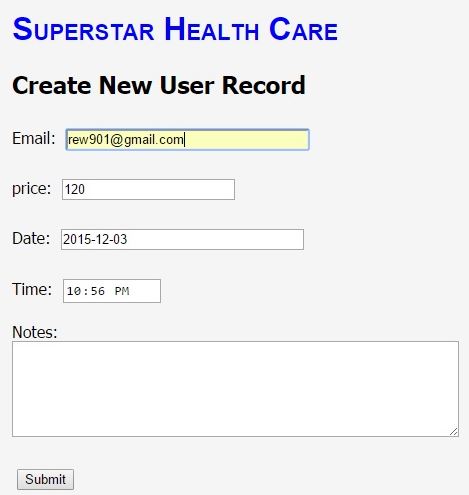 Superstar Health Care
Create New User Record
Email: rew901@gmail.com
price: 120
Date: 2015-12-03
Time: 10:56 PM
Notes:
Submit